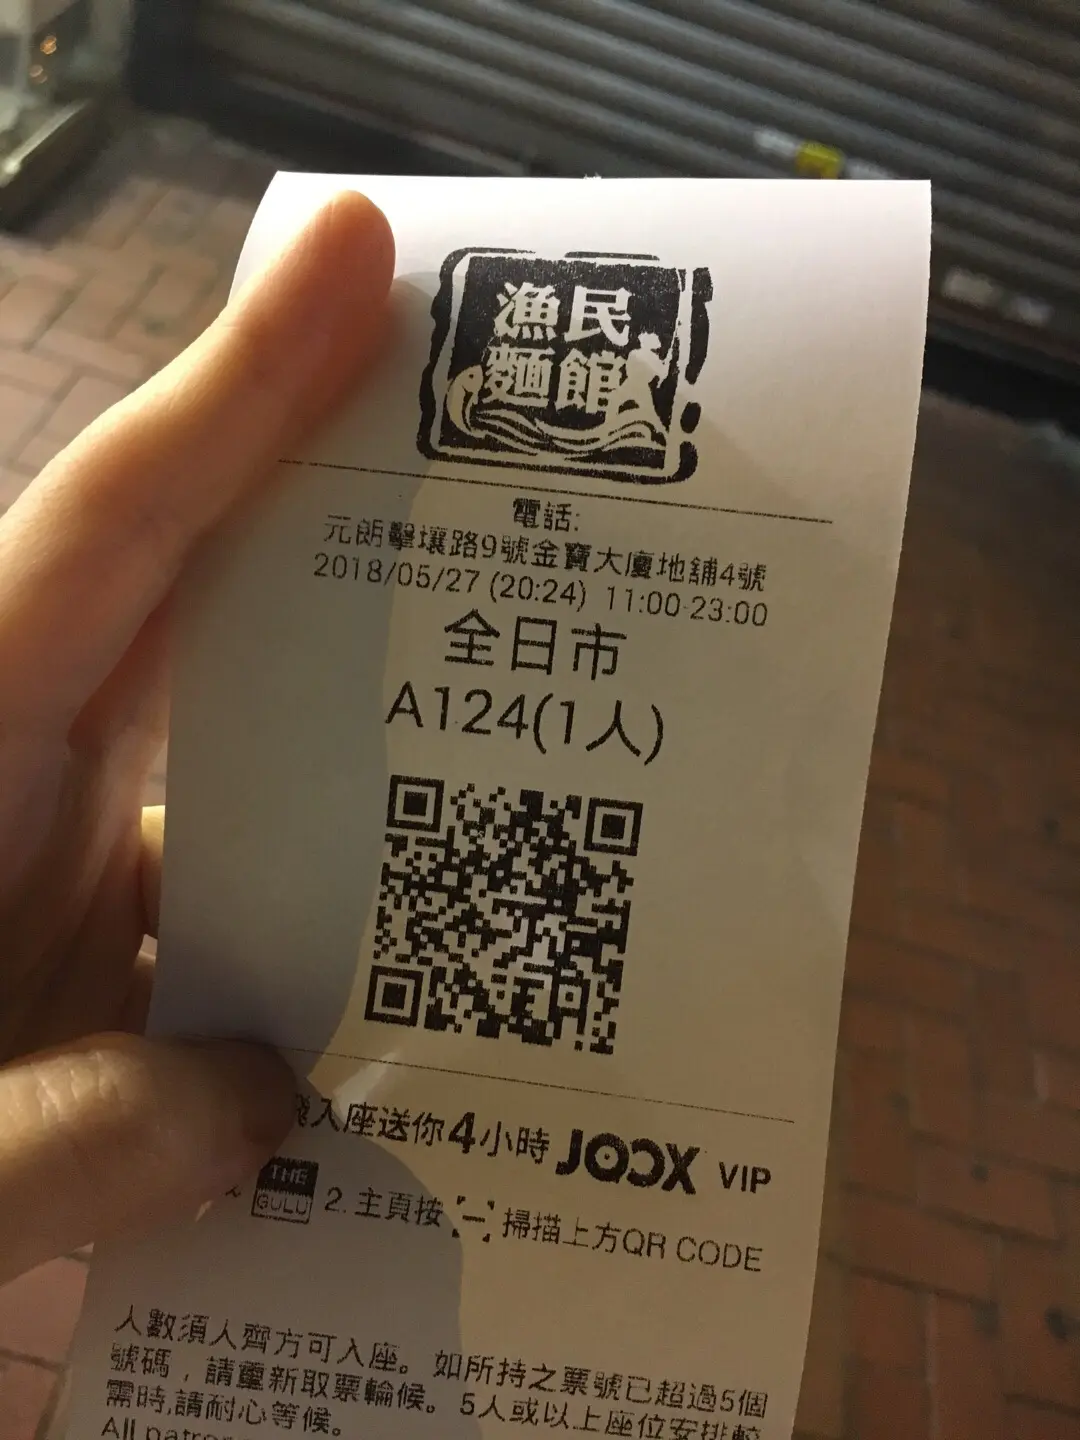 漁民
麵館
電話:
元朗擊壤路9號金寶大廈地舖4號
2018/05/27 (20:24) 11:00-23:00
全日市
A124(1人)
入座送你4小時 JOOX VIP
THE
GULU
2. 主頁按 掃描上方QR CODE
人數須人齊方可入座。如所持之票號已超過5個
號碼，請重新取票輪候。5人或以上座位安排較
需時,請耐心等候。
All